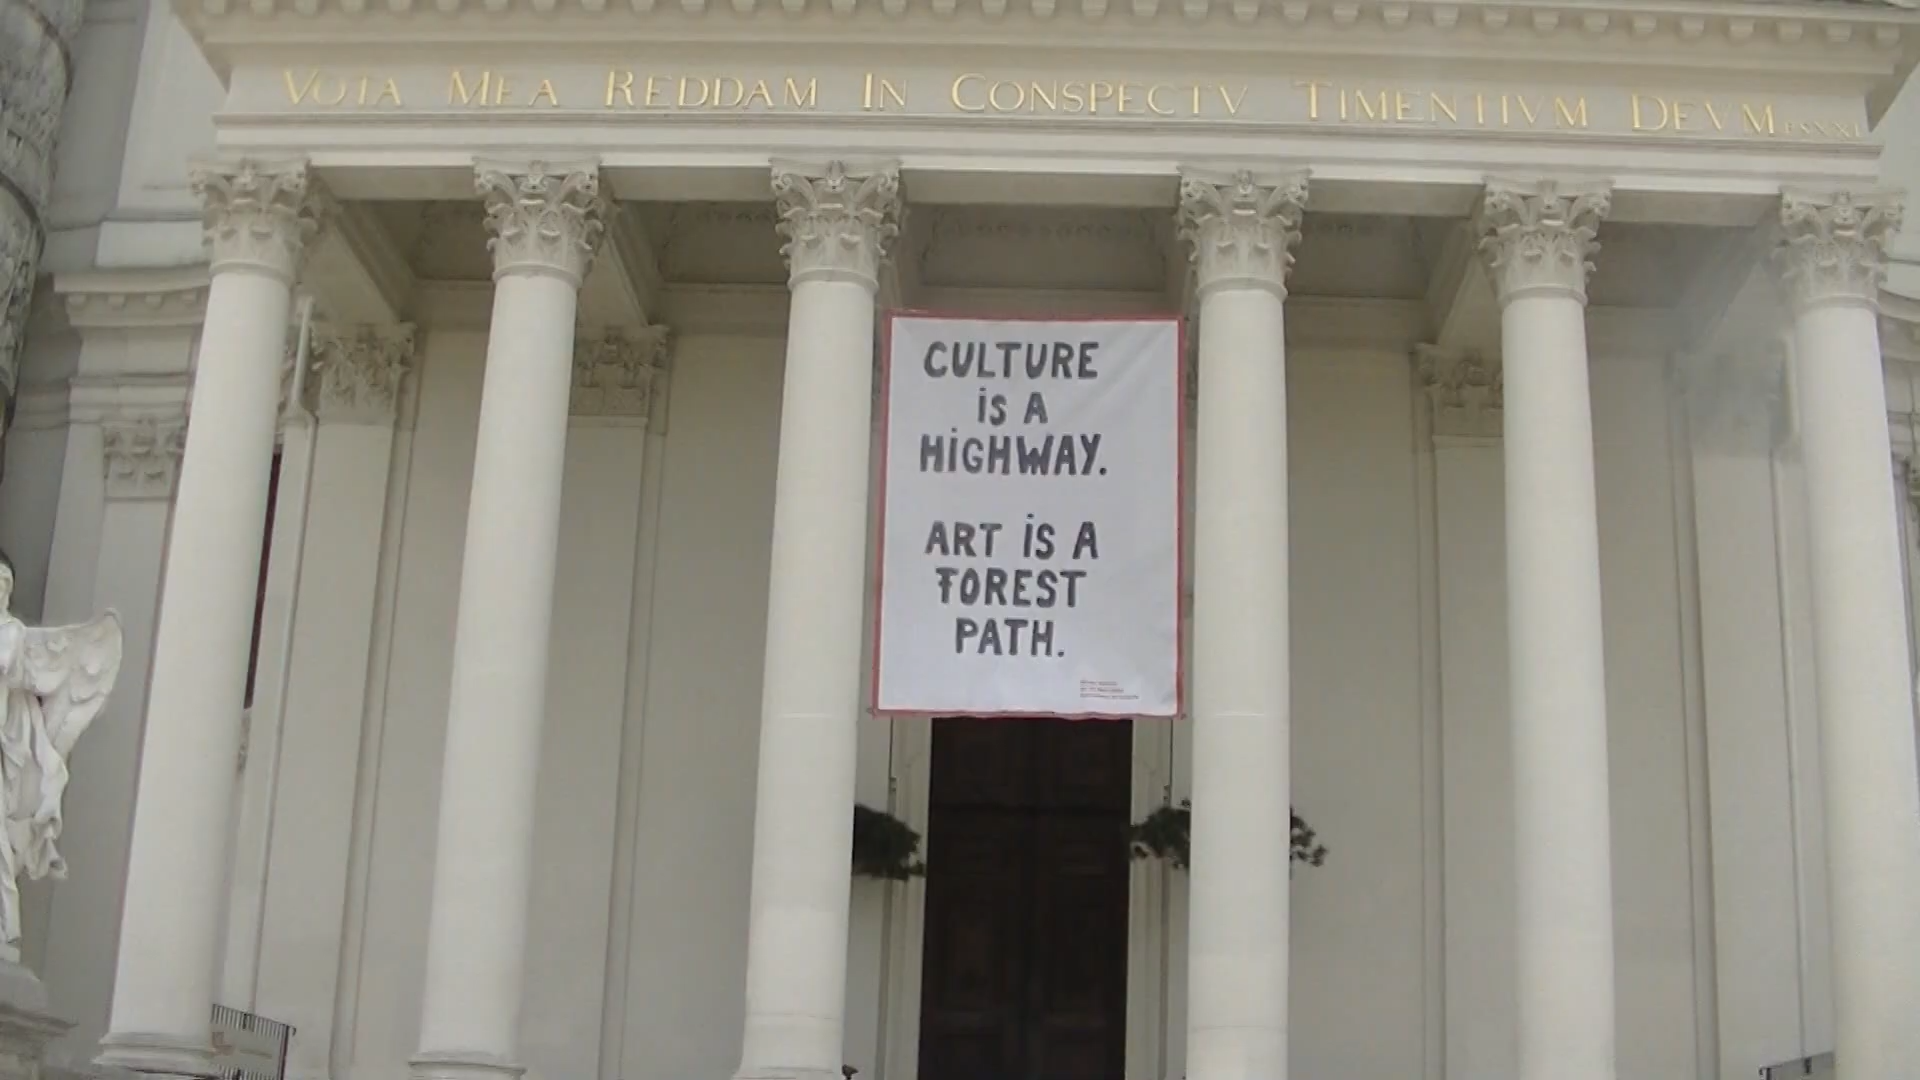 VOTA MEA REDDAM IN CONSPECTV TIMENTIVM DEVM
CULTURE
iS A
HiGHWAY.
ART iS A
FOREST
PATH.